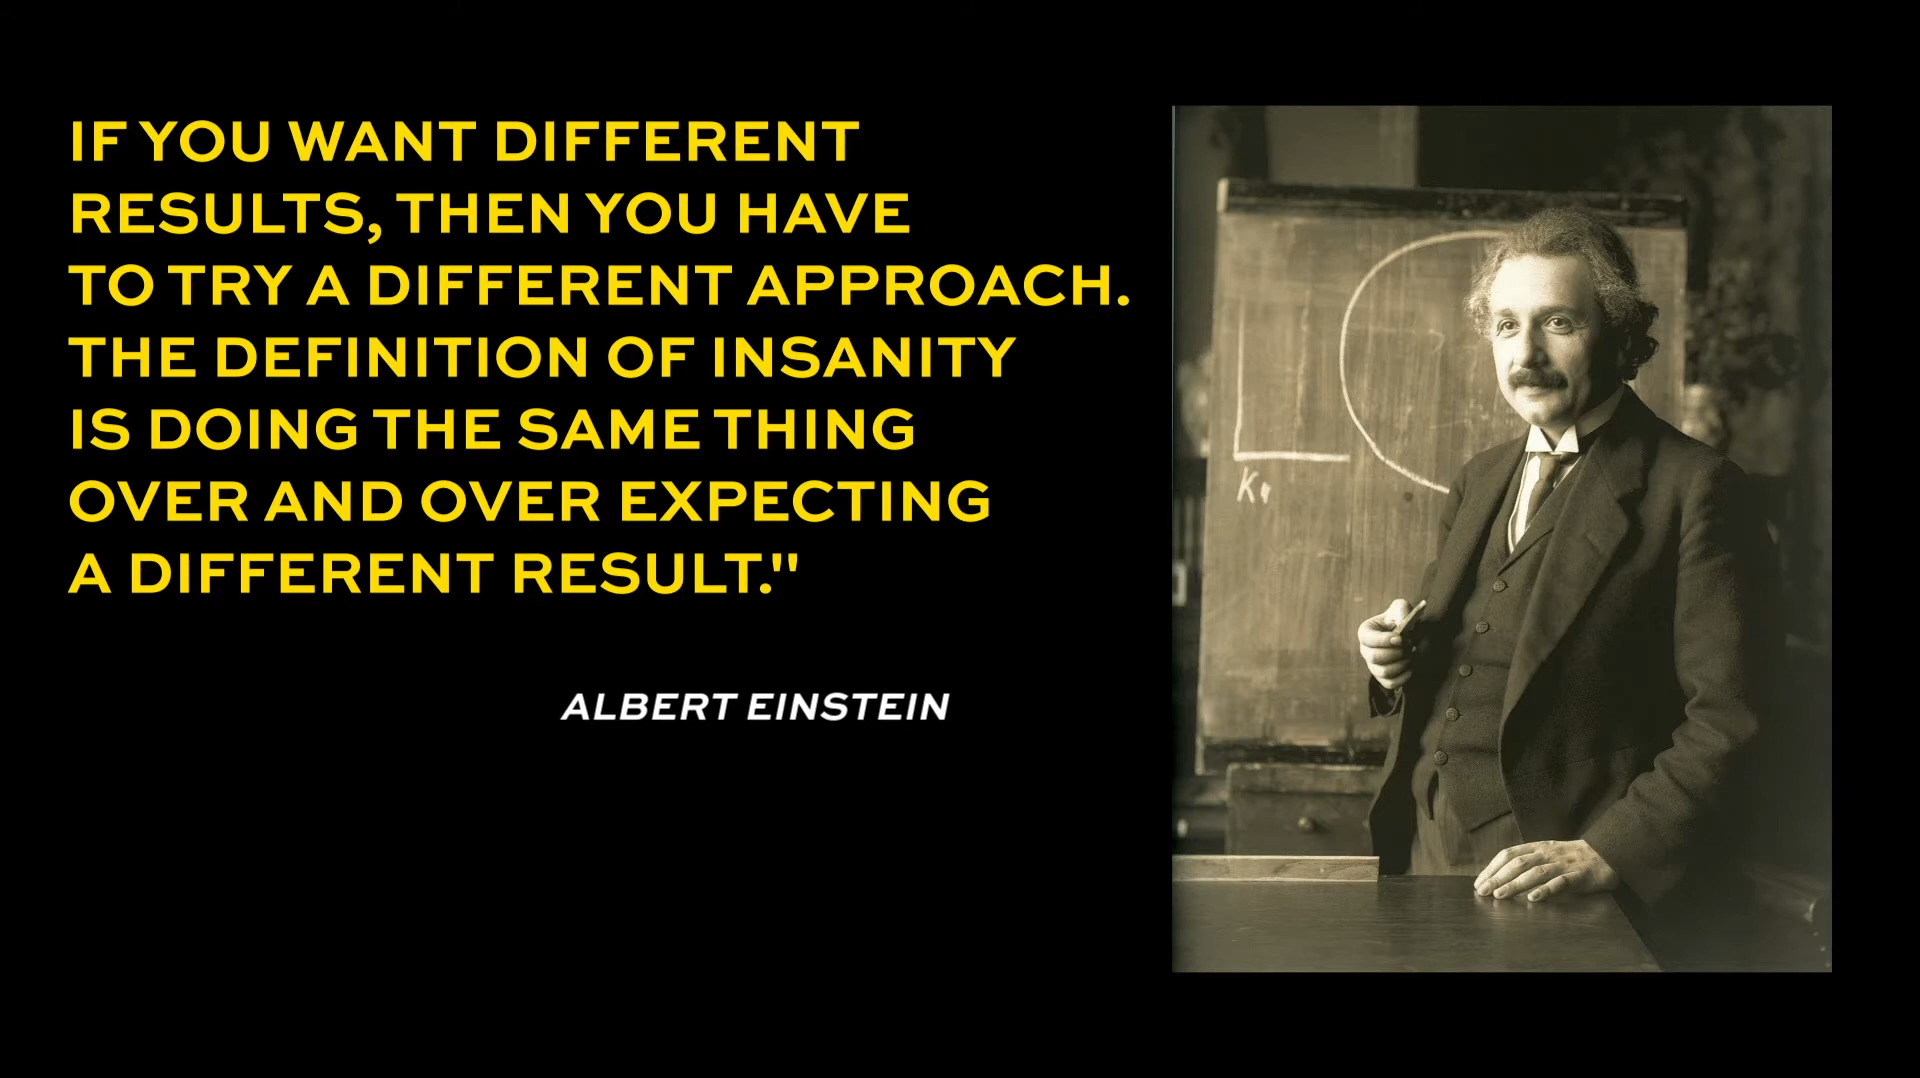 IF YOU WANT DIFFERENT
RESULTS, THEN YOU HAVE
TO TRY A DIFFERENT APPROACH.
THE DEFINITION OF INSANITY
IS DOING THE SAME THING
OVER AND OVER EXPECTING
A DIFFERENT RESULT."
ALBERT EINSTEIN